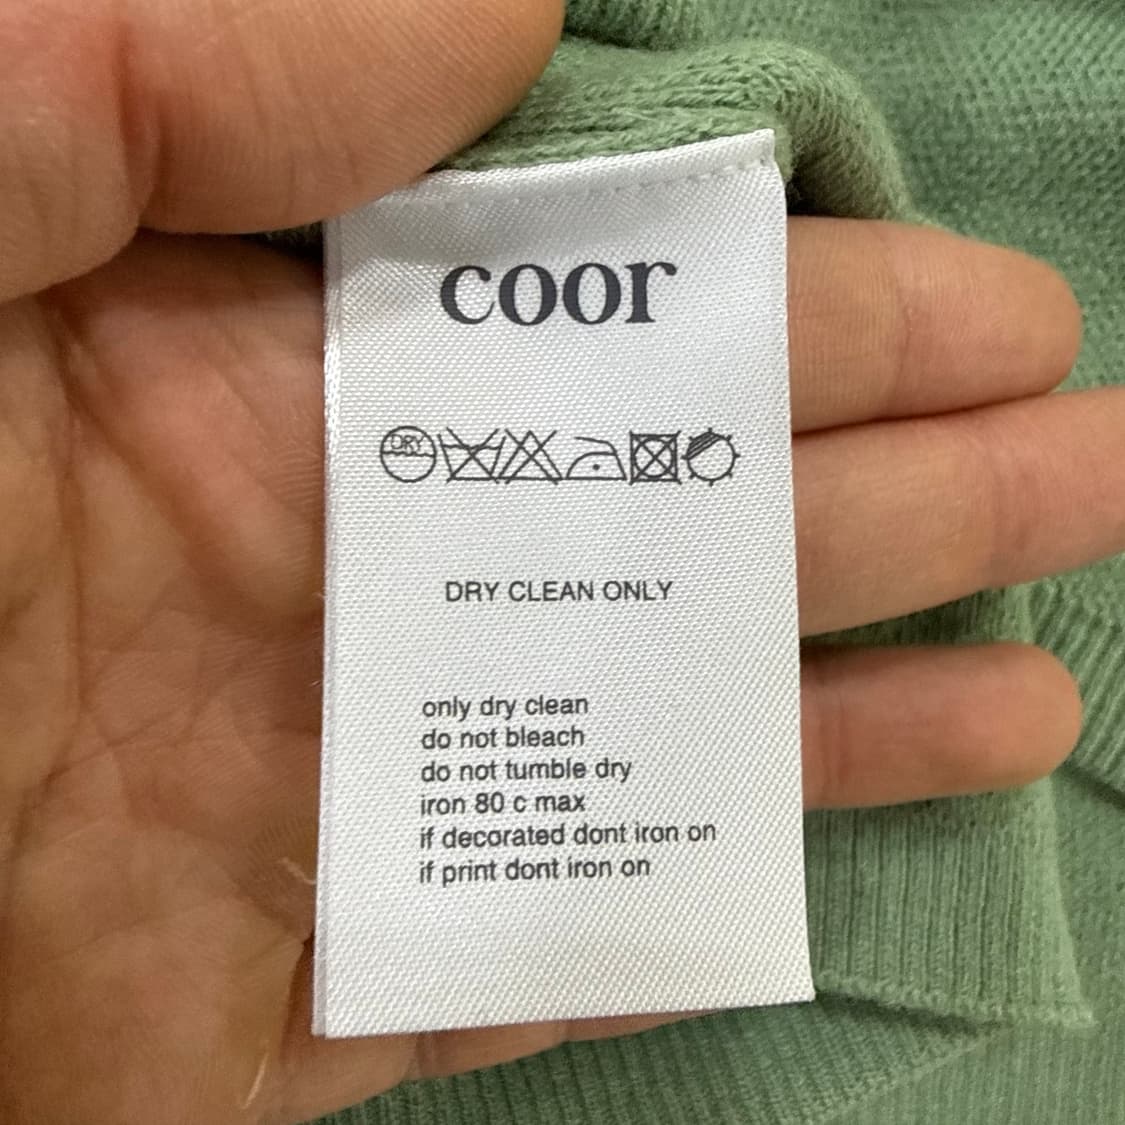 coor
DRY
DRY CLEAN ONLY
only dry clean
do not bleach
do not tumble dry
iron 80 c max
if decorated dont iron on
if print dont iron on